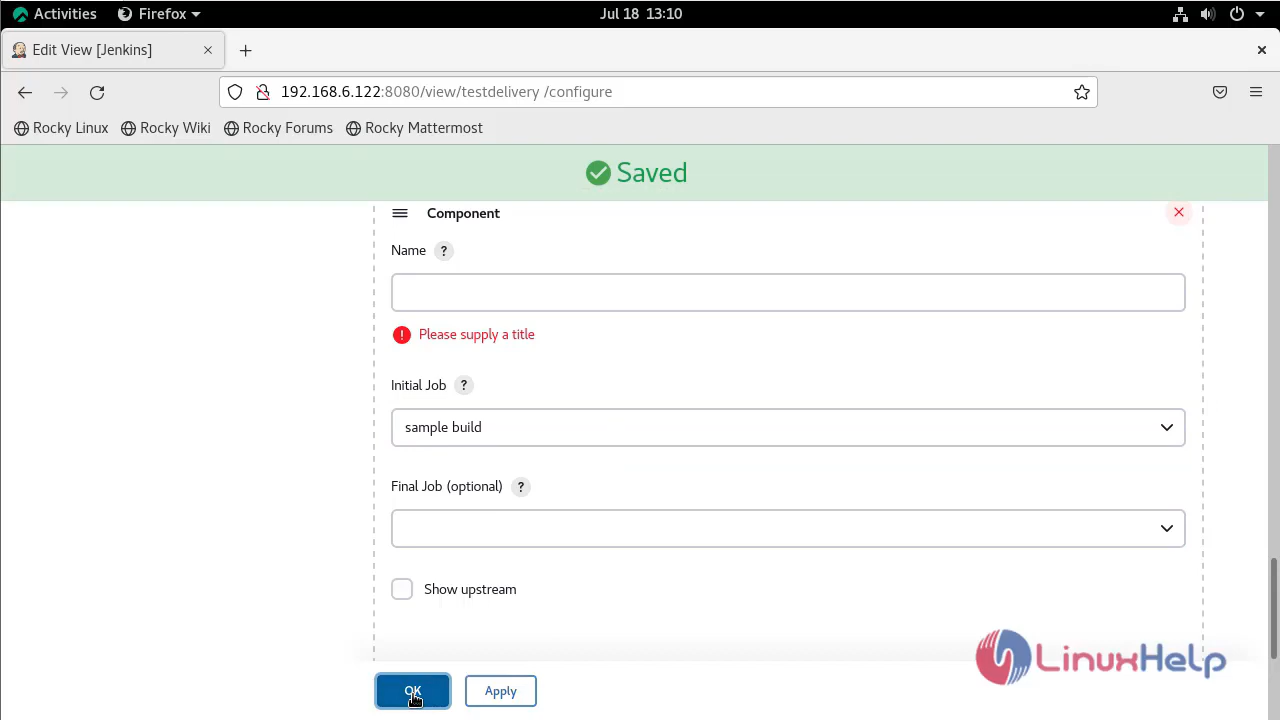 Activities Firefox Jul 18 13:10
Edit View [Jenkins]
192.168.6.122:8080/view/testdelivery /configure
Rocky Linux Rocky Wiki Rocky Forums Rocky Mattermost
Saved
Component
Name ?
Please supply a title
Initial Job ?
sample build
Final Job (optional) ?
Show upstream
LinuxHelp
OK Apply